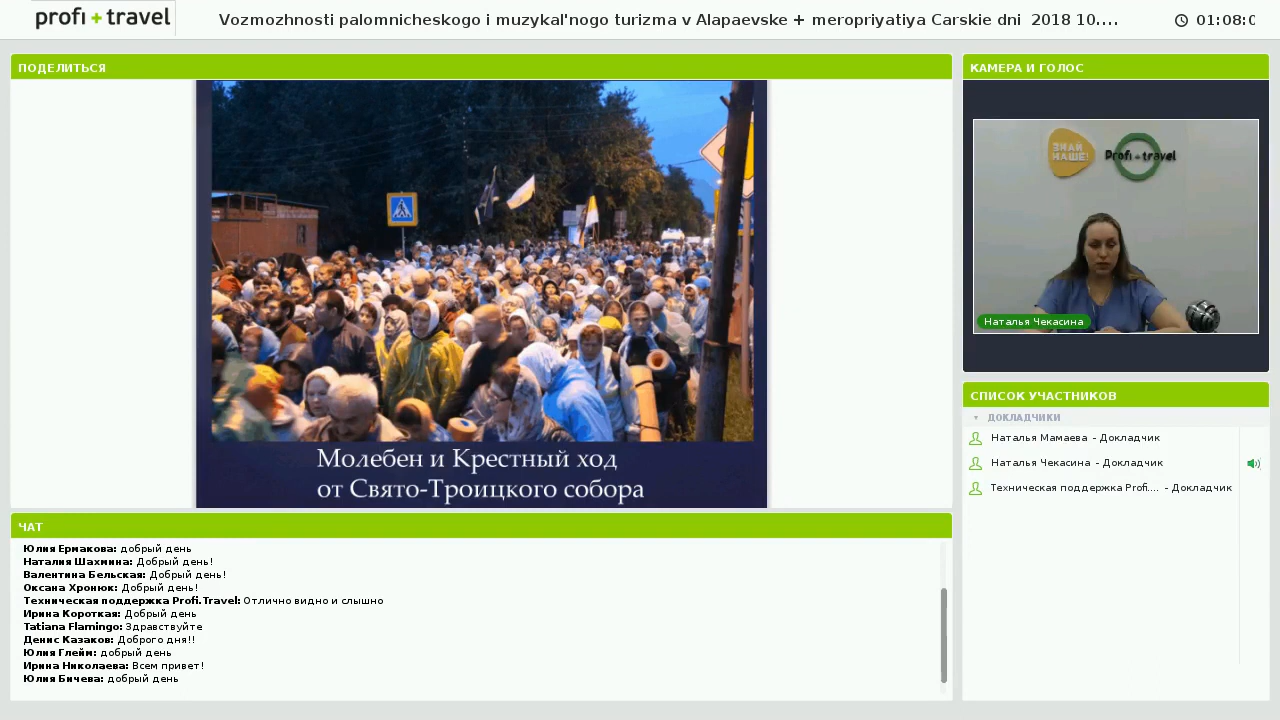 profi + travel
Vozmozhnosti palomnicheskogo i muzykal'nogo turizma v Alapaevske + meropriyatiya Carskie dni 2018 10....
01:08:0
ПОДЕЛИТЬСЯ
Молебен и Крестный ход
от Свято-Троицкого собора
КАМЕРА И ГОЛОС
ЗНАЙ
НАШЕ!
Profi travel
Наталья Чекасина
СПИСОК УЧАСТНИКОВ
ДОКЛАДЧИКИ
Наталья Мамаева - Докладчик
Наталья Чекасина - Докладчик
Техническая поддержка Profi.... - Докладчик
ЧАТ
Юлия Ермакова: добрый день
Наталия Шахмина: Добрый день!
Валентина Бельская: Добрый день!
Оксана Хронюк: Добрый день!
Техническая поддержка Profi.Travel: Отлично видно и слышно
Ирина Короткая: Добрый день
Tatiana Flamingo: Здравствуйте
Денис Казаков: Доброго дня!!
Юлия Глейм: добрый день
Ирина Николаева: Всем привет!
Юлия Бичева: добрый день